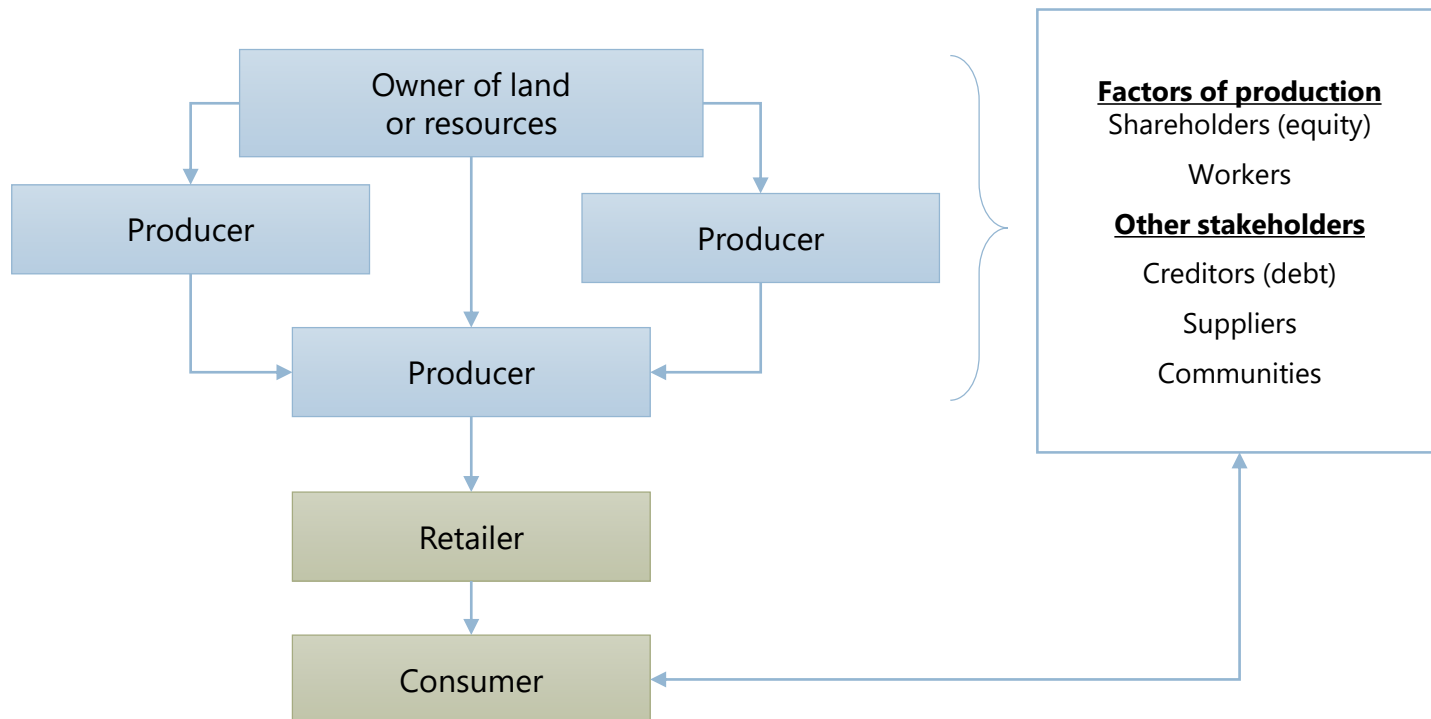 Owner of land
or resources
Producer
Producer
Producer
Retailer
Consumer
Factors of production
Shareholders (equity)
Workers
Other stakeholders
Creditors (debt)
Suppliers
Communities